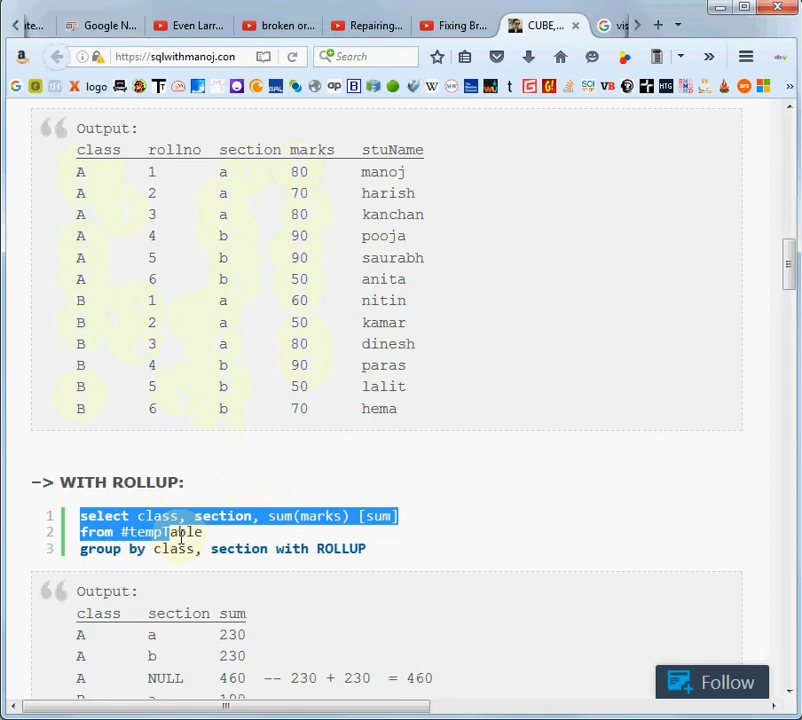 ate...
Google N...
Even Larr...
broken or...
Repairing...
Fixing Br...
CUBE,...
vis
https://sqlwithmanoj.com
Search
Output:
class rollno section marks stuName
A 1 a 80 manoj
A 2 a 70 harish
A 3 a 80 kanchan
A 4 b 90 pooja
A 5 b 90 saurabh
A 6 b 50 anita
B 1 a 60 nitin
B 2 a 50 kamar
B 3 a 80 dinesh
B 4 b 90 paras
B 5 b 50 lalit
B 6 b 70 hema
-> WITH ROLLUP:
1 select class, section, sum(marks) [sum]
2 from #tempTable
3 group by class, section with ROLLUP
Output:
class section sum
A a 230
A b 230
A NULL 460 -- 230 + 230 = 460
Follow